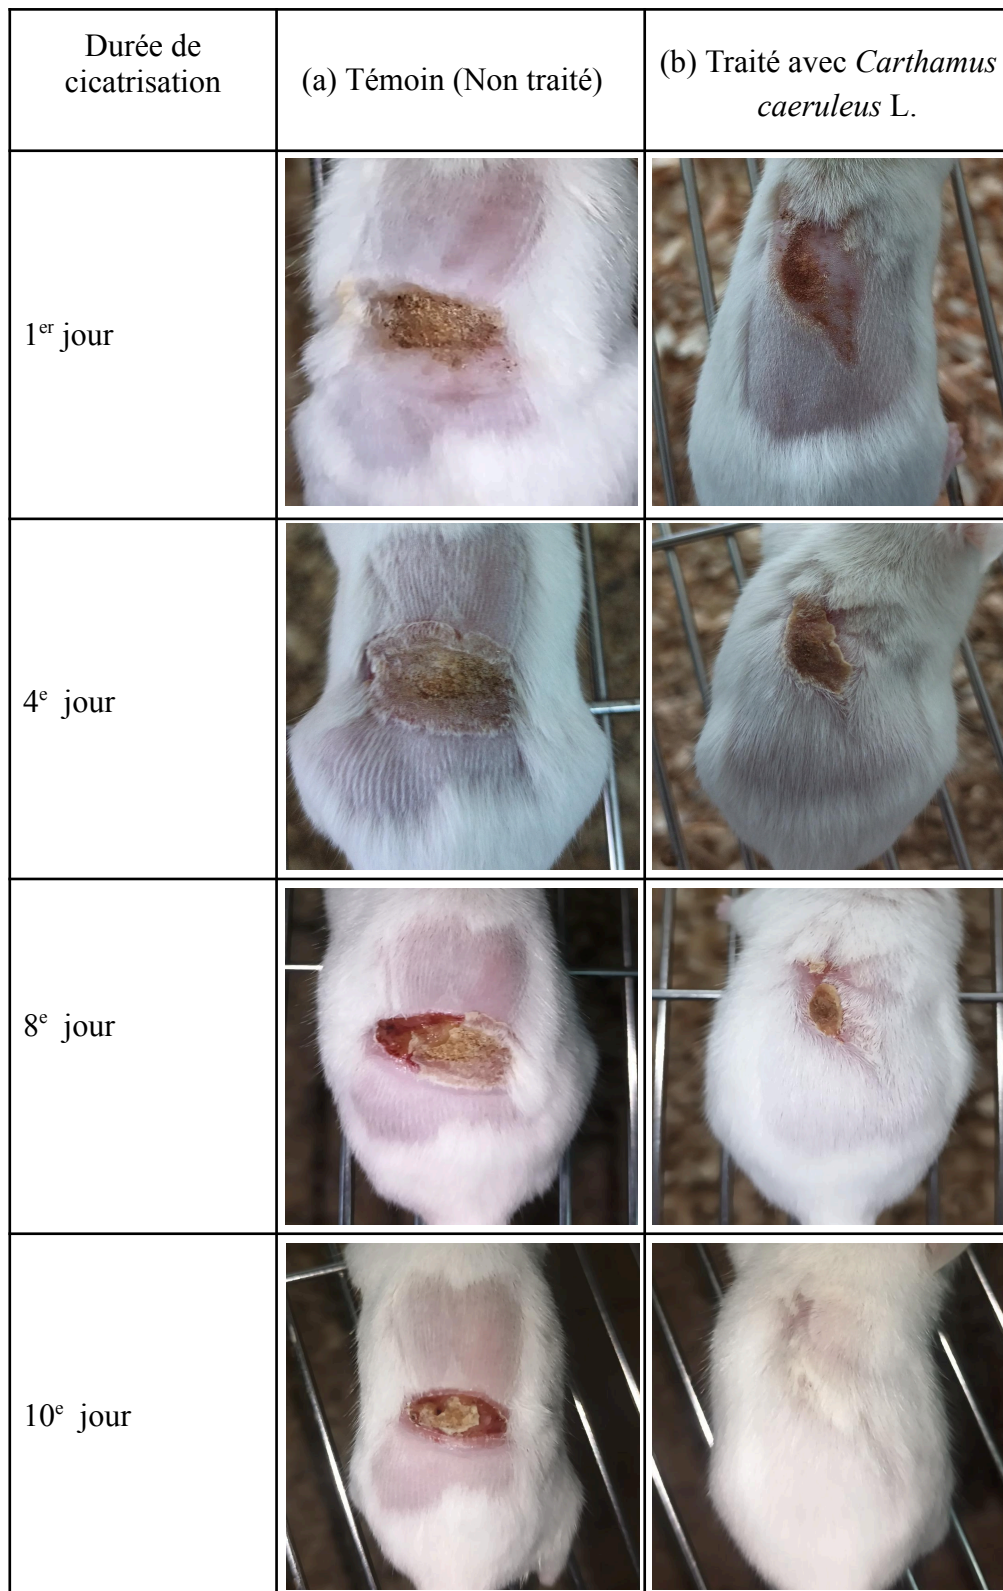 Durée de
cicatrisation
(a) Témoin (Non traité)
(b) Traité avec Carthamus
caeruleus L.
1er jour
4e jour
8e jour
10e jour